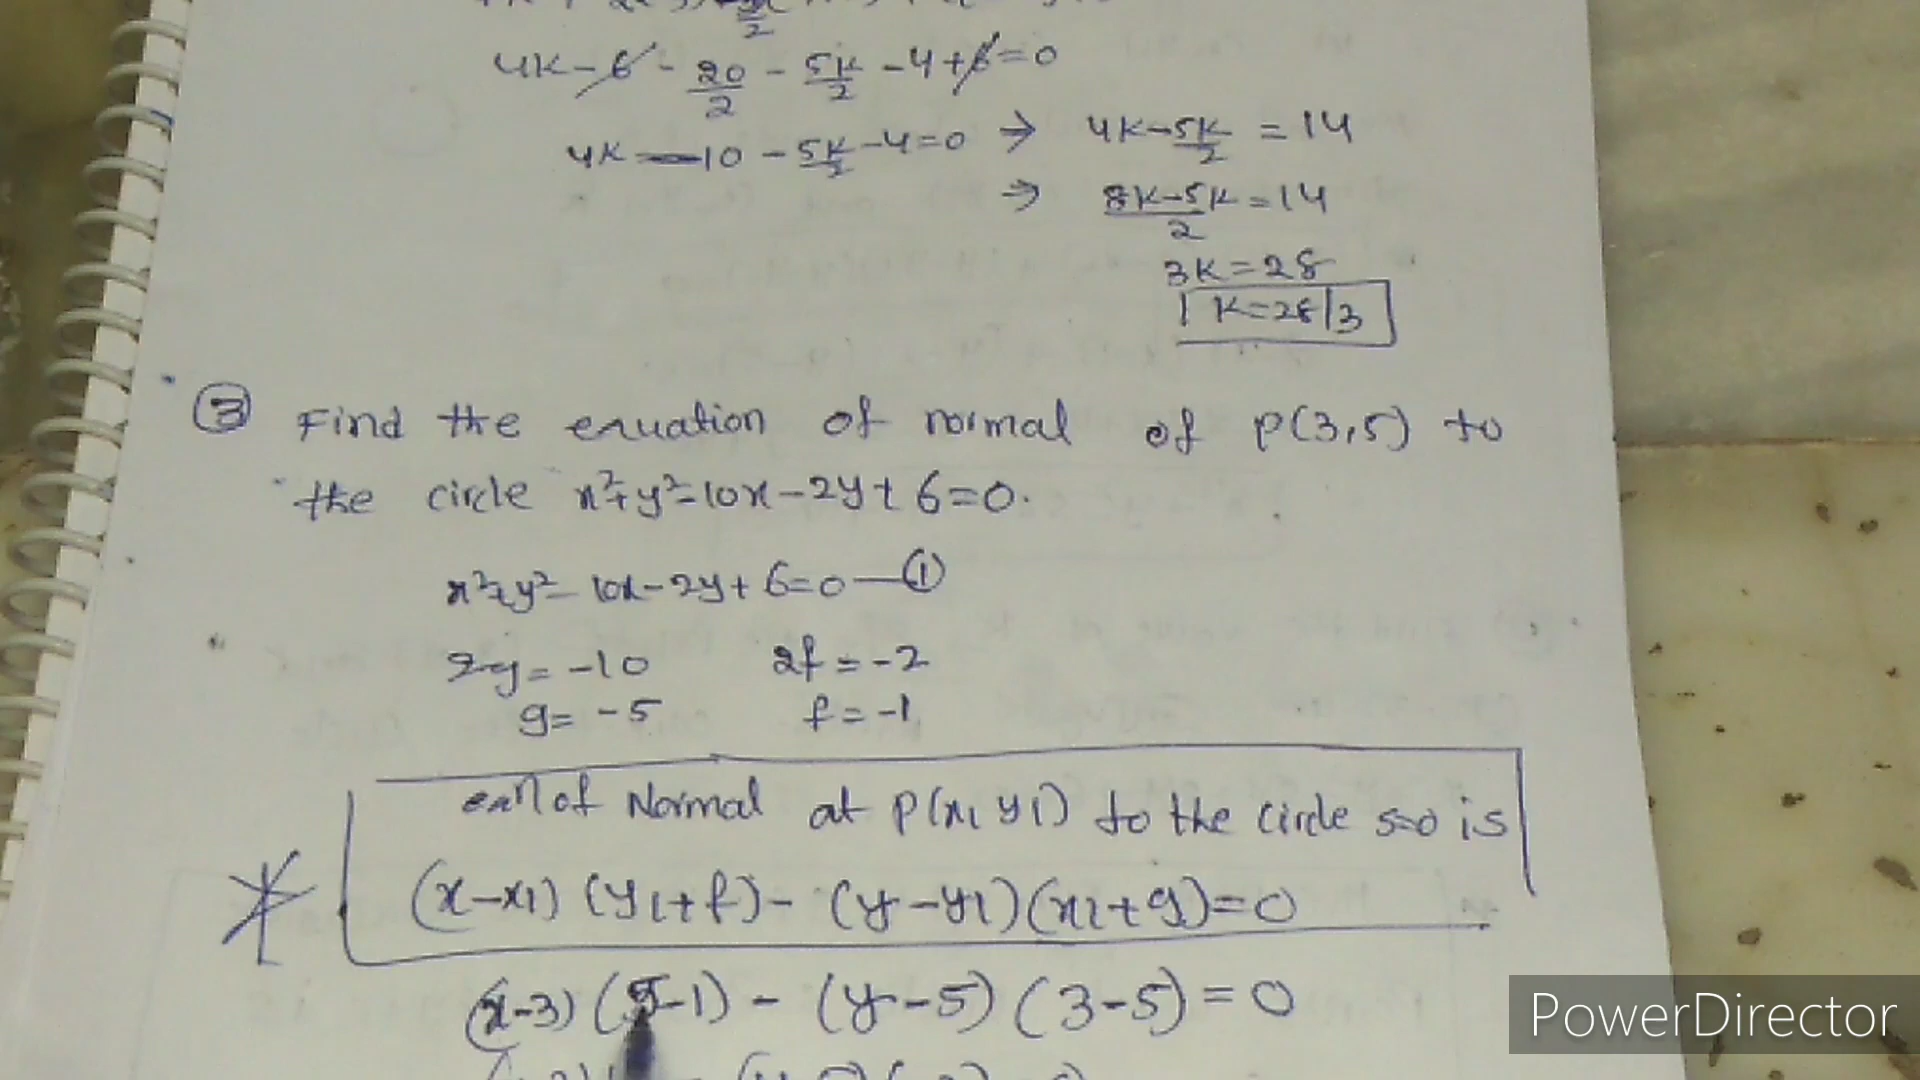 4K-6-20/2-5K/2-4+6=0
4K-10-5K/2-4=0 → 4K-5K/2=14
→ 8K-5K/2=14
3K=28
K=28/3
③ Find the equation of normal of P(3,5) to
the circle x²+y²-10x-2y+6=0.
x²+y²-10x-2y+6=0—①
2g=-10 2f=-2
g=-5 f=-1
eqn of Normal at P(x1 y1) to the circle s=0 is
(x-x1)(y1+f)-(y-y1)(x1+g)=0
(x-3)(5-1)-(y-5)(3-5)=0
PowerDirector